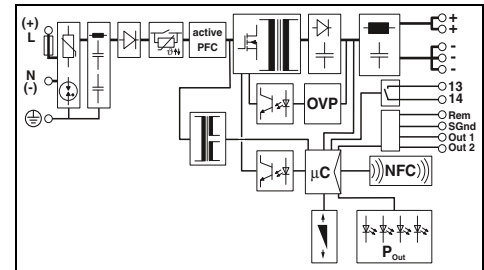 (+)
L
N
(-)
ϑ
active
PFC
OVP
+
+
-
-
-
13
14
Rem
SGnd
Out 1
Out 2
µC
NFC
P Out